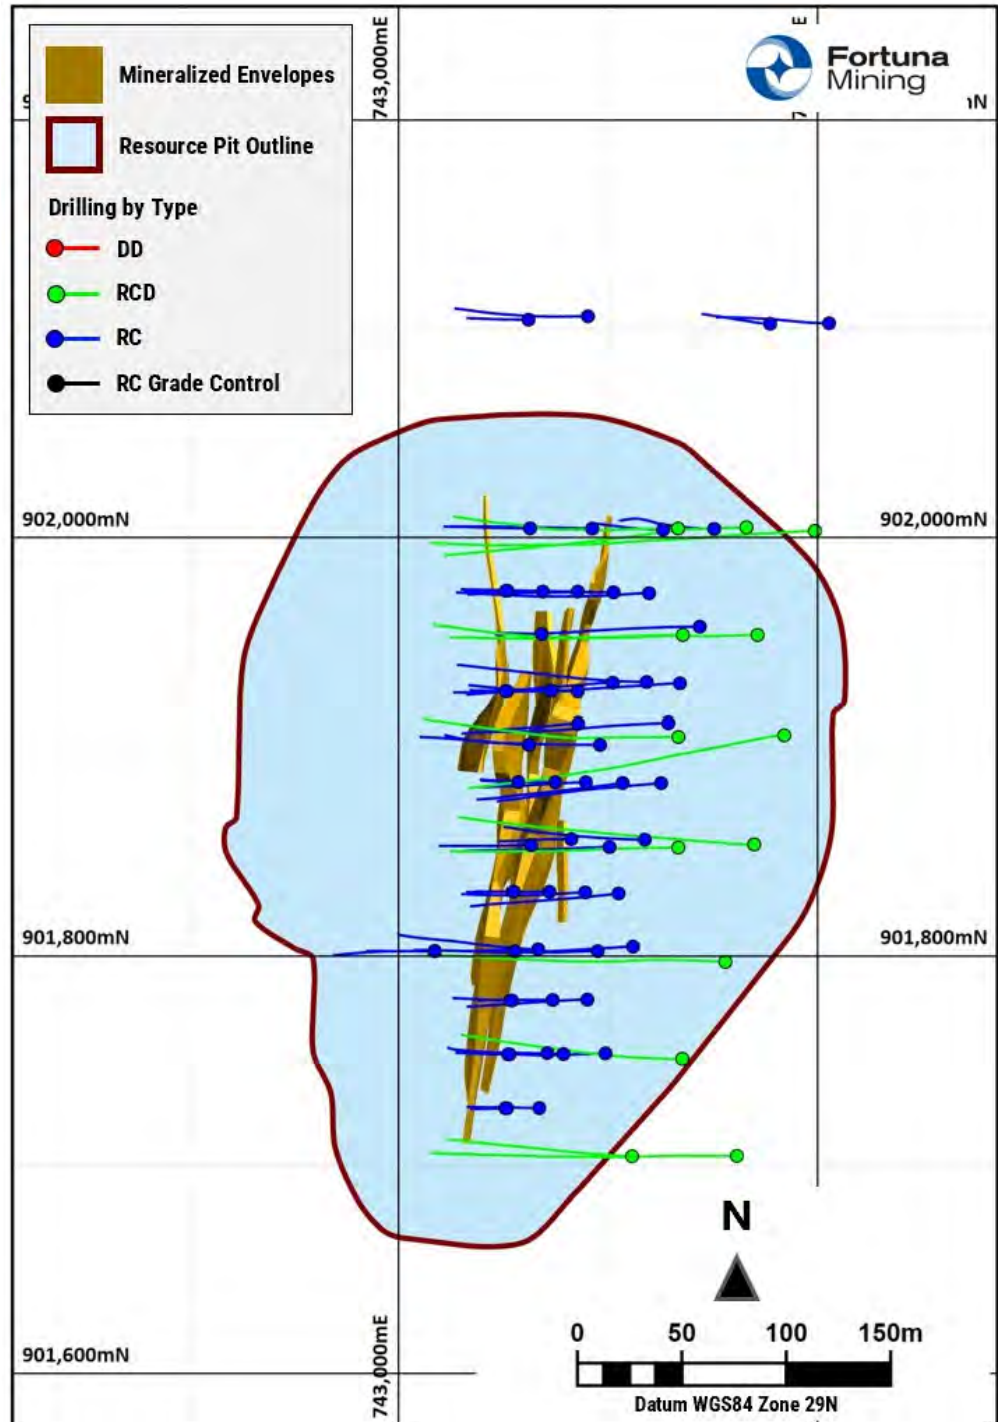 Mineralized Envelopes
Resource Pit Outline
Drilling by Type
DD
RCD
RC
RC Grade Control
743,000mE
E
7
Fortuna
Mining
9
N
902,000mN
902,000mN
901,800mN
901,800mN
901,600mN
743,000mE
N
0 50 100 150m
Datum WGS84 Zone 29N